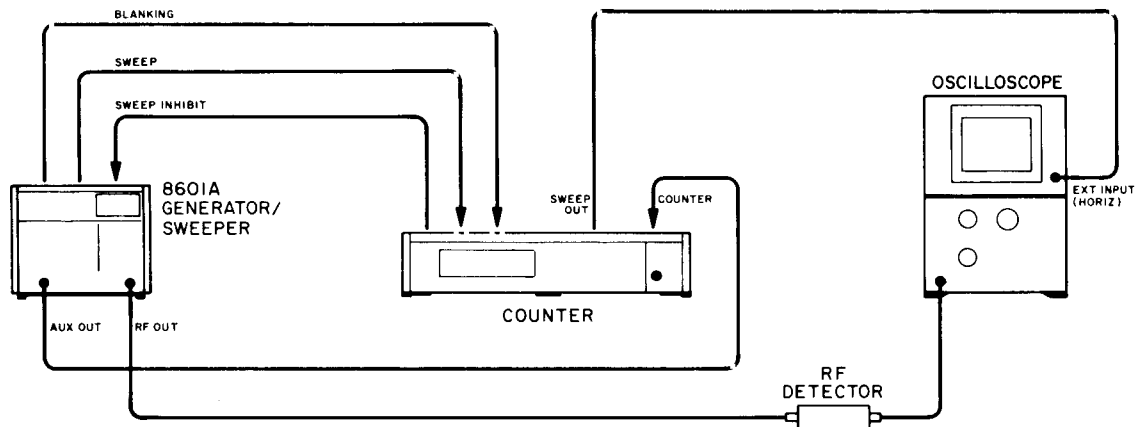 BLANKING
SWEEP
SWEEP INHIBIT
8601A
GENERATOR/
SWEEPER
SWEEP
OUT
COUNTER
OSCILLOSCOPE
EXT INPUT
(HORIZ)
COUNTER
AUX OUT
RF OUT
RF
DETECTOR